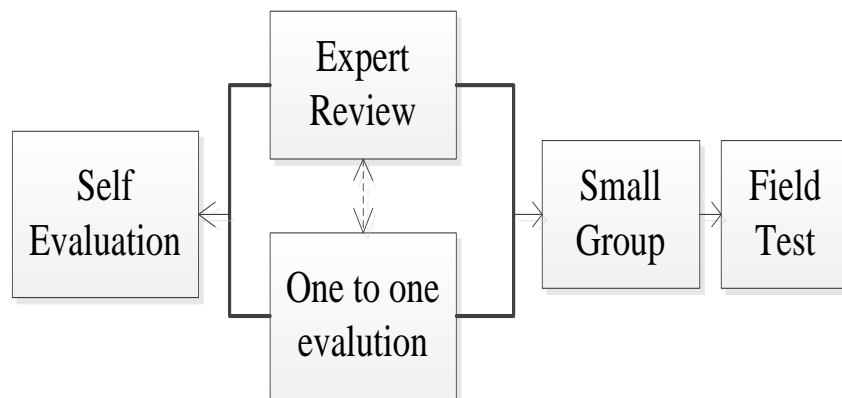 Expert
Review
Self
Evaluation
One to one
evalution
Small
Group
Field
Test